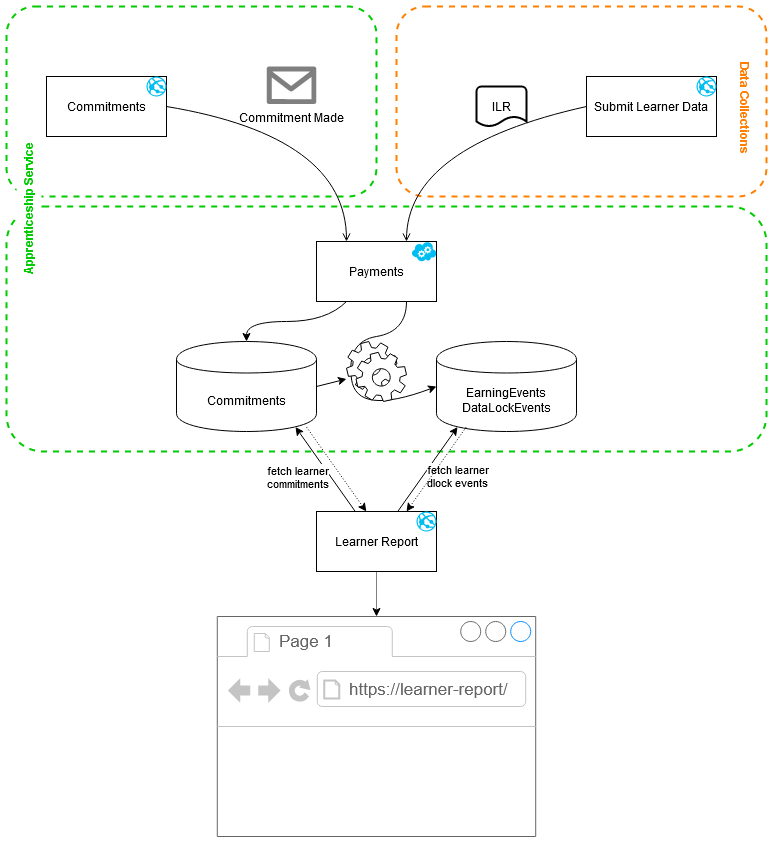 Commitments
Commitment Made
ILR
Submit Learner Data
Data Collections
Apprenticeship Service
Payments
Commitments
EarningEvents
DataLockEvents
fetch learner
commitments
fetch learner
dlock events
Learner Report
Page 1
https://learner-report/